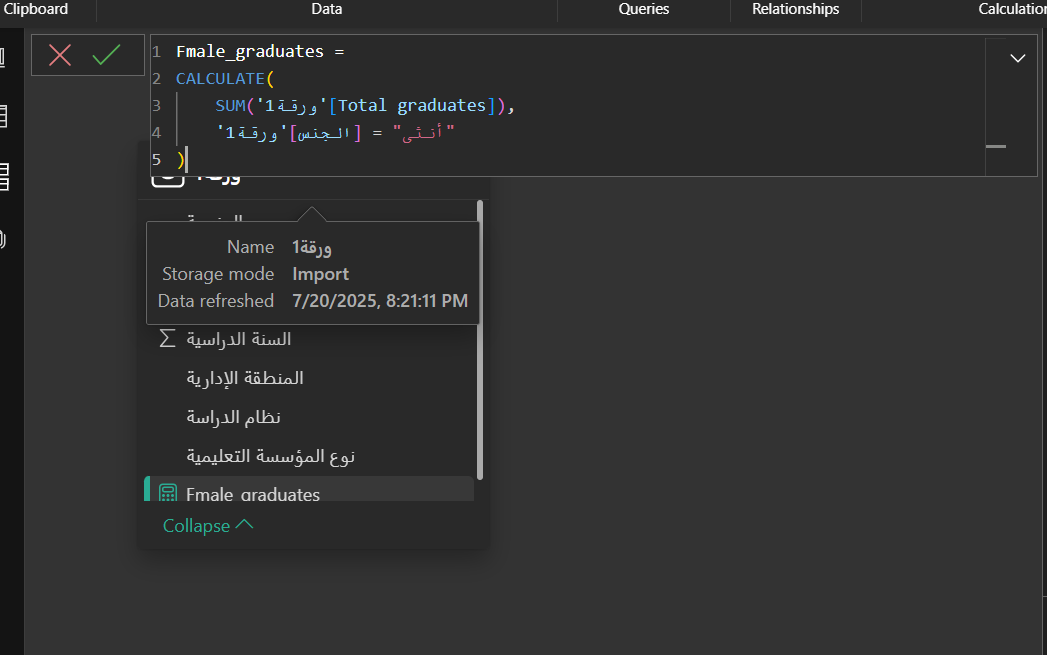 Clipboard
Data
Queries
Relationships
Calculation
1 Fmale_graduates =
2 CALCULATE(
3 SUM('ورقة1'[Total graduates]),
4 'ورقة1'[الجنس] = "أنثى"
5 )
ورقة1
Name ورقة1
Storage mode Import
Data refreshed 7/20/2025, 8:21:11 PM
السنة الدراسية
المنطقة الإدارية
نظام الدراسة
نوع المؤسسة التعليمية
Fmale_graduates
Collapse